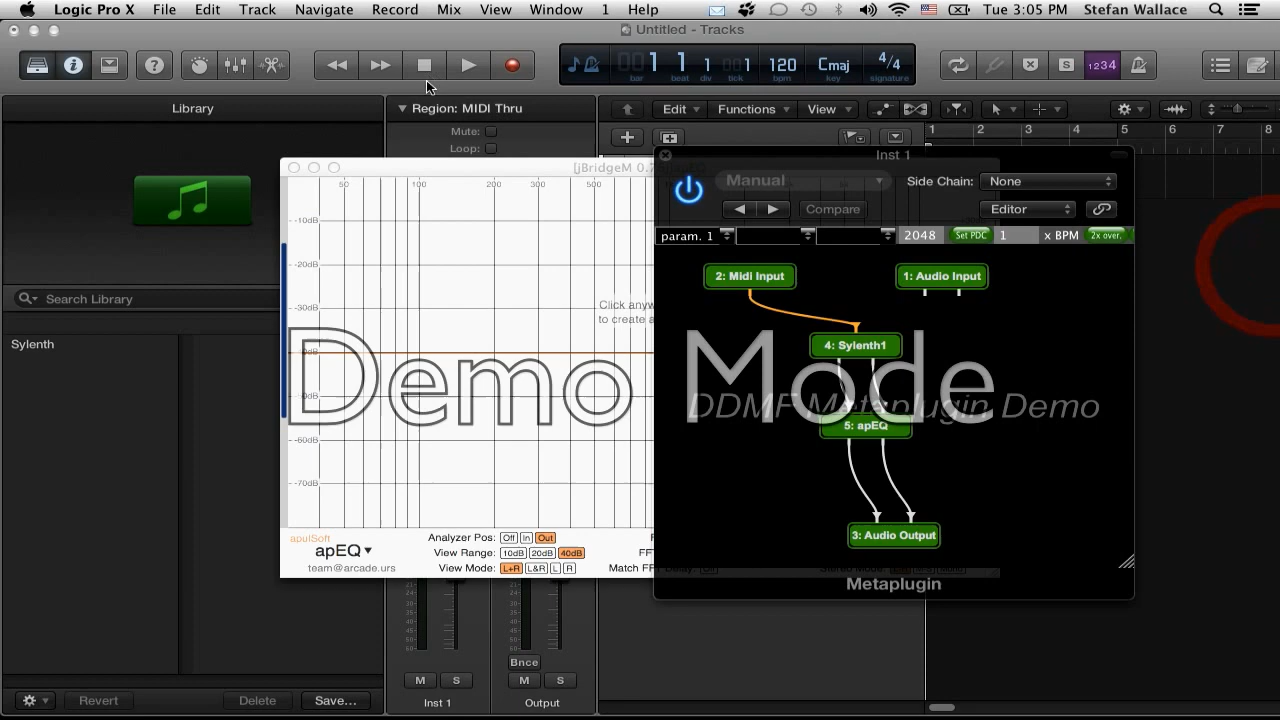 Logic Pro X File Edit Track Navigate Record Mix View Window 1 Help Tue 3:05 PM Stefan Wallace
Untitled - Tracks
001 1 1 001 120 Cmaj 4/4 1234
bar beat div tick bpm key signature
Library
Region: MIDI Thru
Edit Functions View
Mute:
Loop:
1 2 3 4 5 6 7 8
[jBridgeM 0.7
Inst 1
Manual
Side Chain: None
Compare
Editor
50 100 200 300 500
param. 1 2048 Set PDC 1 x BPM 2x over.
-10dB
-20dB
-30dB
-60dB
-70dB
Click anyw
to create a
2: Midi Input
1: Audio Input
4: Sylenth1
5: apEQ
3: Audio Output
Demo Mode
DDMF Metaplugin Demo
Metaplugin
Search Library
Sylenth
apulSoft
apEQ
team@arcade.urs
Analyzer Pos: Off In Out
View Range: 10dB 20dB 40dB
View Mode: L+R L&R L R
FF
Match FF
Bnce
M S M S
Inst 1 Output
Revert Delete Save...